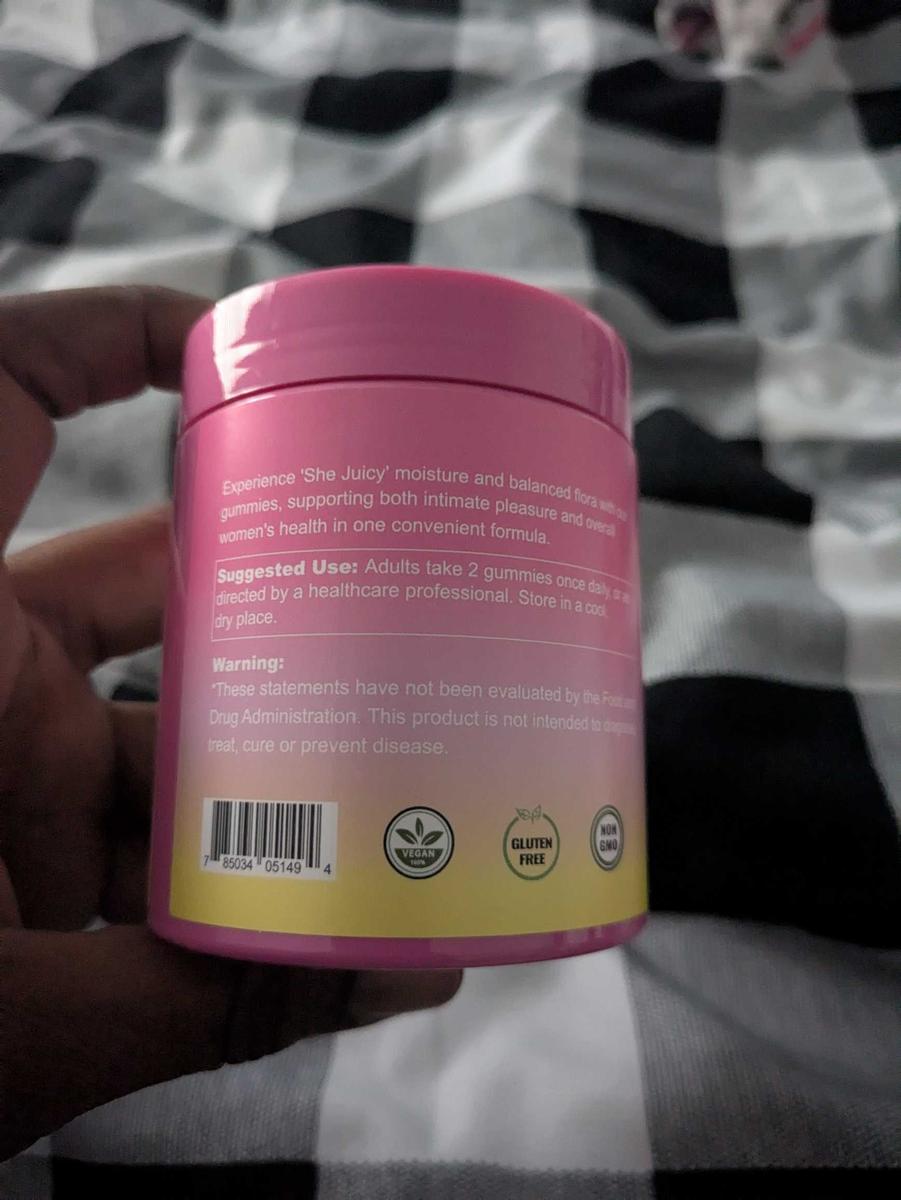 Experience 'She Juicy' moisture and balanced flora with our
gummies, supporting both intimate pleasure and overall
women's health in one convenient formula.
Suggested Use: Adults take 2 gummies once daily, or as
directed by a healthcare professional. Store in a cool,
dry place.
Warning:
*These statements have not been evaluated by the Food and
Drug Administration. This product is not intended to diagnose,
treat, cure or prevent disease.
7 85034 05149 4
VEGAN
100%
GLUTEN
FREE
NON
GMO